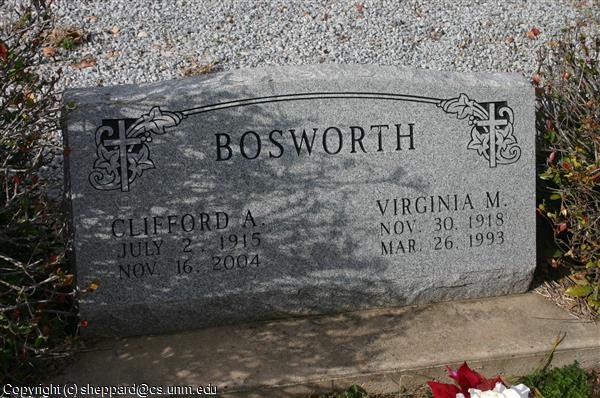 BOSWORTH
CLIFFORD A.
JULY 2, 1915
NOV. 16, 2004
VIRGINIA M.
NOV. 30, 1918
MAR. 26, 1993
Copyright (c) sheppard@cs.unm.edu